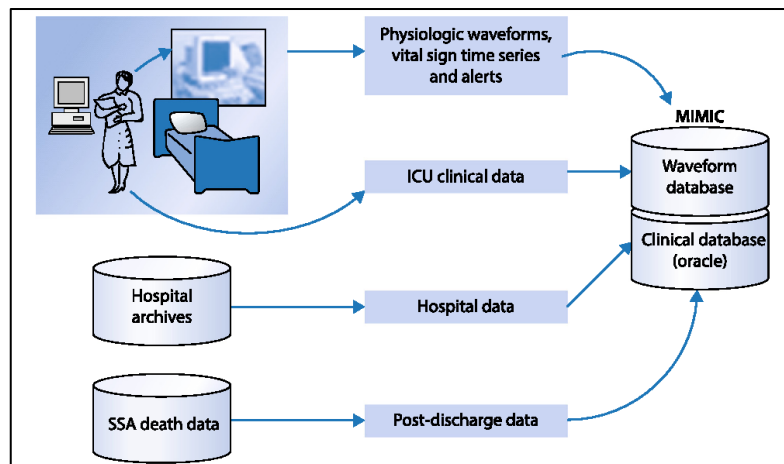 Physiologic waveforms,
vital sign time series
and alerts
MIMIC
Waveform
database
ICU clinical data
Clinical database
(oracle)
Hospital
archives
Hospital data
SSA death data
Post-discharge data